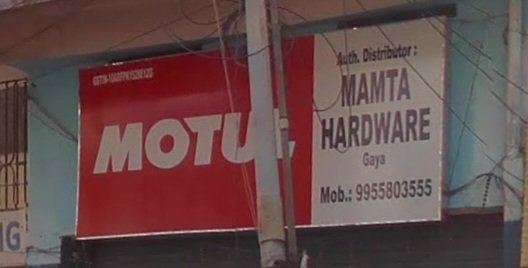 MOTUL
Auth. Distributor :
MAMTA
HARDWARE
Gaya
Mob.: 9955803555